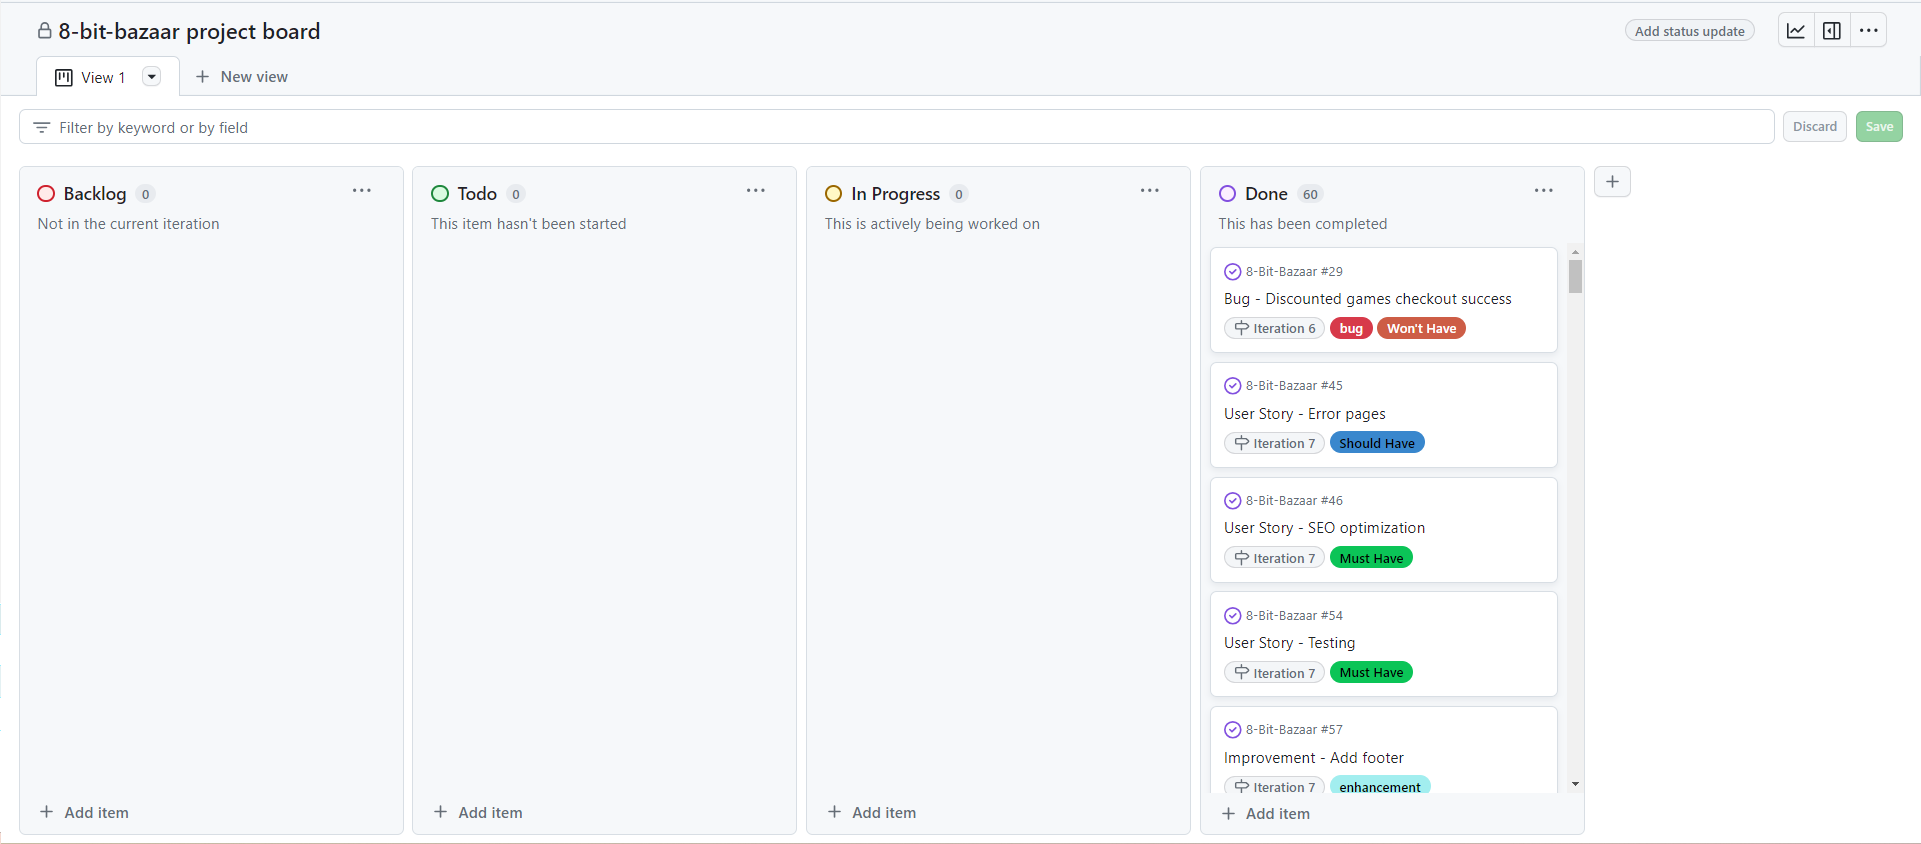 8-bit-bazaar project board
Add status update
View 1
New view
Filter by keyword or by field
Discard
Save
Backlog 0
Not in the current iteration
Add item
Todo 0
This item hasn't been started
Add item
In Progress 0
This is actively being worked on
Add item
Done 60
This has been completed
8-Bit-Bazaar #29
Bug - Discounted games checkout success
Iteration 6 bug Won't Have
8-Bit-Bazaar #45
User Story - Error pages
Iteration 7 Should Have
8-Bit-Bazaar #46
User Story - SEO optimization
Iteration 7 Must Have
8-Bit-Bazaar #54
User Story - Testing
Iteration 7 Must Have
8-Bit-Bazaar #57
Improvement - Add footer
Iteration 7 enhancement
Add item